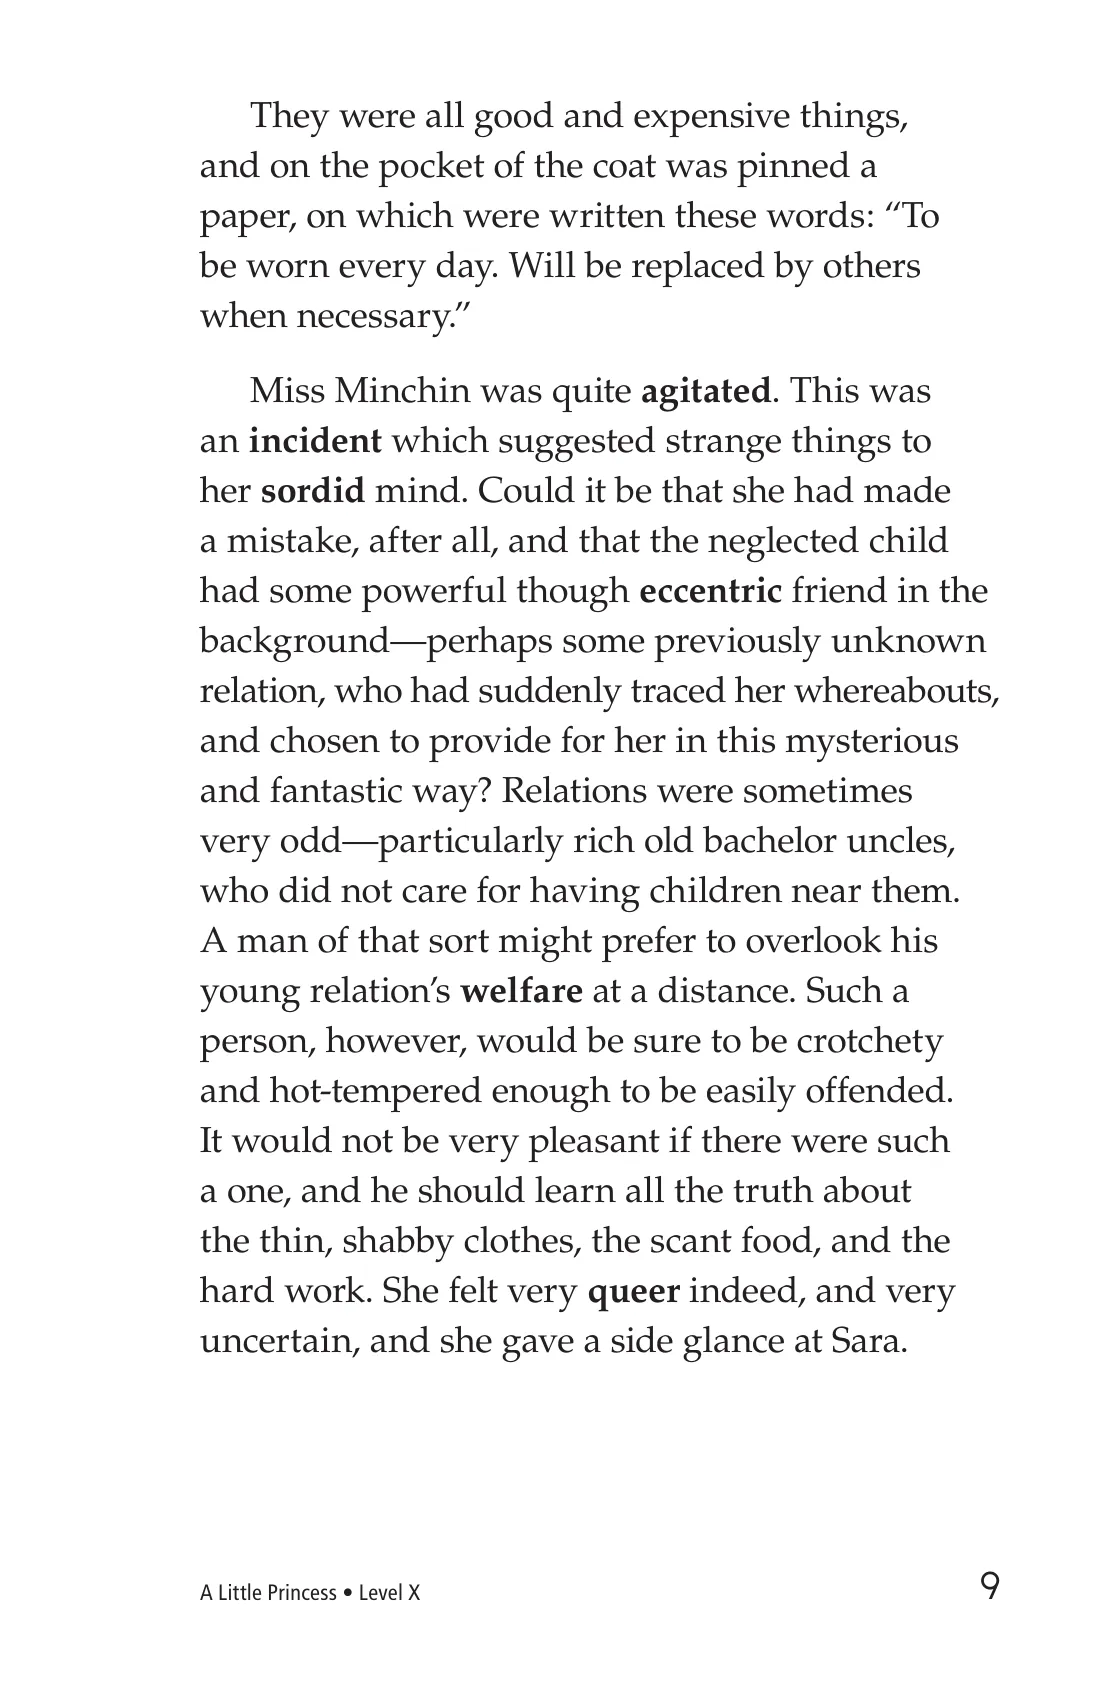 They were all good and expensive things,
and on the pocket of the coat was pinned a
paper, on which were written these words: “To
be worn every day. Will be replaced by others
when necessary.”
Miss Minchin was quite agitated. This was
an incident which suggested strange things to
her sordid mind. Could it be that she had made
a mistake, after all, and that the neglected child
had some powerful though eccentric friend in the
background—perhaps some previously unknown
relation, who had suddenly traced her whereabouts,
and chosen to provide for her in this mysterious
and fantastic way? Relations were sometimes
very odd—particularly rich old bachelor uncles,
who did not care for having children near them.
A man of that sort might prefer to overlook his
young relation’s welfare at a distance. Such a
person, however, would be sure to be crotchety
and hot-tempered enough to be easily offended.
It would not be very pleasant if there were such
a one, and he should learn all the truth about
the thin, shabby clothes, the scant food, and the
hard work. She felt very queer indeed, and very
uncertain, and she gave a side glance at Sara.
A Little Princess • Level X
9